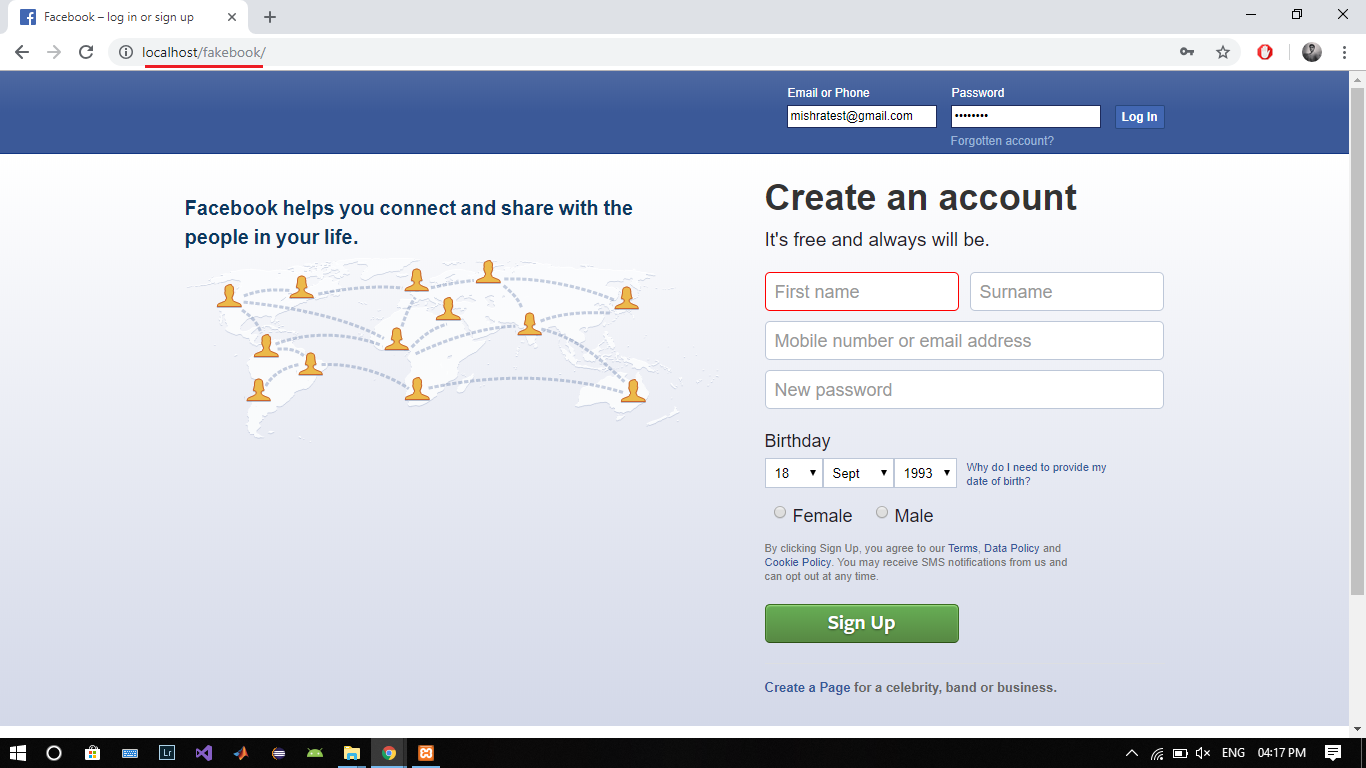 Facebook – log in or sign up
localhost/fakebook/
Email or Phone
Password
mishratest@gmail.com
••••••••
Log In
Forgotten account?
Facebook helps you connect and share with the
people in your life.
Create an account
It's free and always will be.
First name
Surname
Mobile number or email address
New password
Birthday
18
Sept
1993
Why do I need to provide my
date of birth?
Female
Male
By clicking Sign Up, you agree to our Terms, Data Policy and
Cookie Policy. You may receive SMS notifications from us and
can opt out at any time.
Sign Up
Create a Page for a celebrity, band or business.
Lr
ENG
04:17 PM